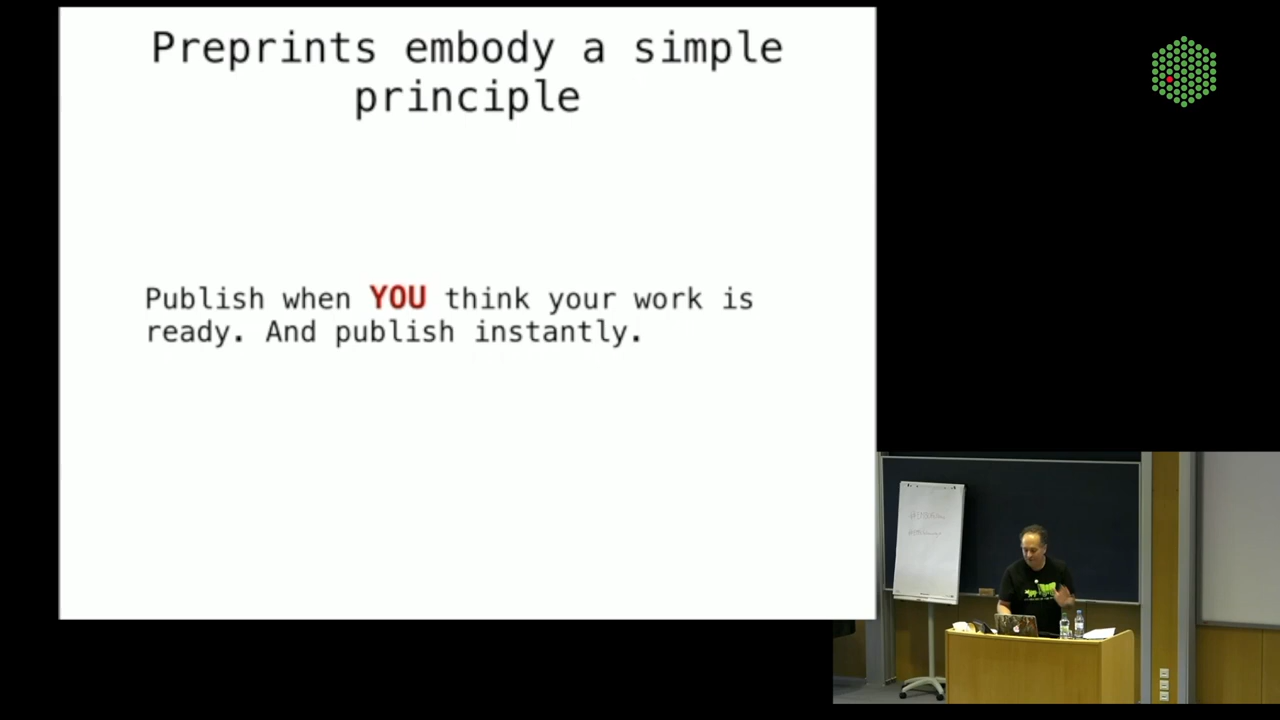 Preprints embody a simple
principle
Publish when YOU think your work is
ready. And publish instantly.